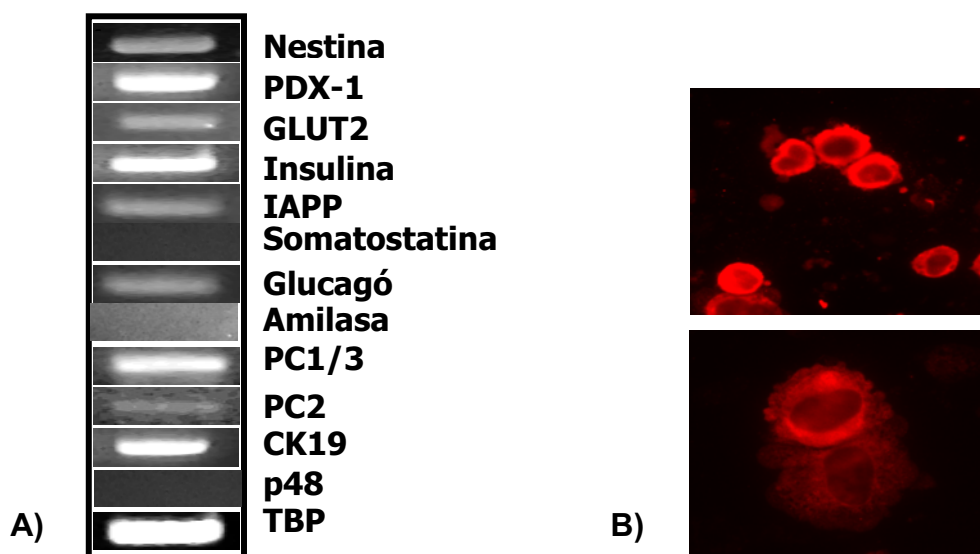 Nestina
PDX-1
GLUT2
Insulina
IAPP
Somatostatina
Glucagó
Amilasa
PC1/3
PC2
CK19
p48
TBP
A)
B)